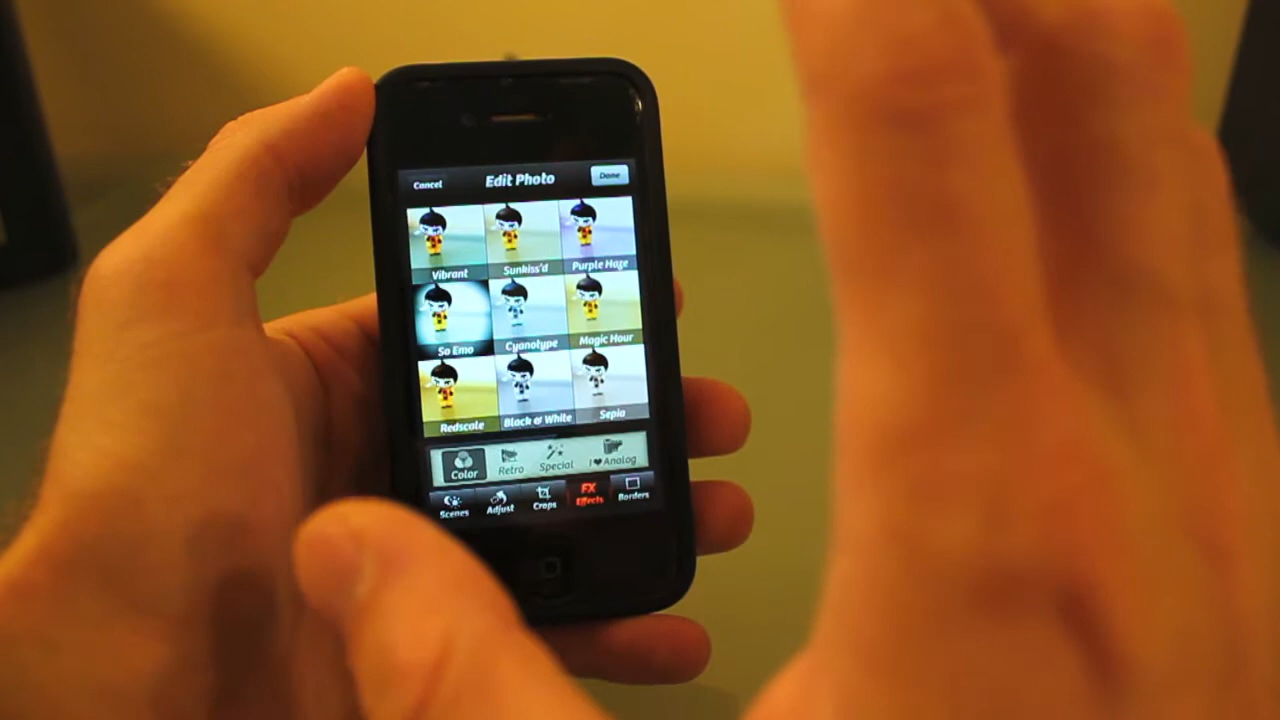 Cancel Edit Photo Done
Vibrant Sunkiss'd Purple Haze
So Emo Cyanotype Magic Hour
Redscale Black & White Sepia
Color Retro Special I ❤ Analog
FX
Scenes Adjust Crops Effects Borders